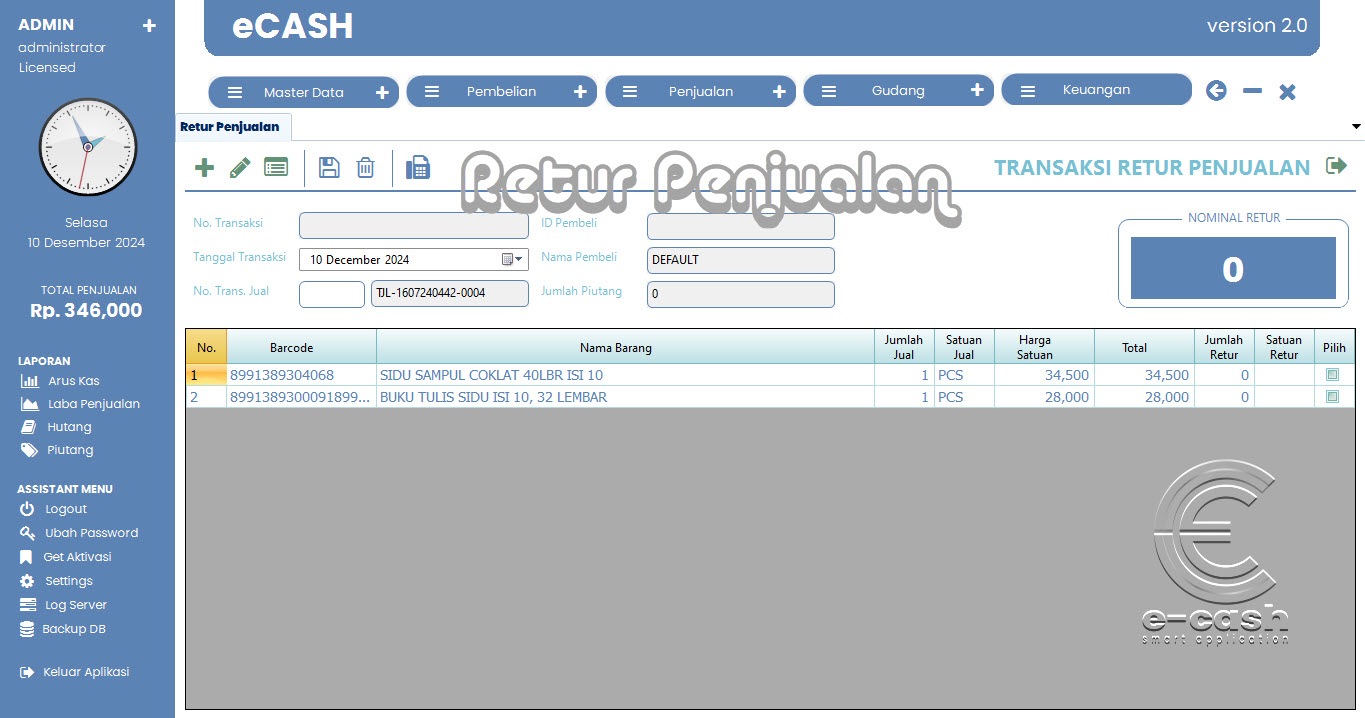 ADMIN
administrator
Licensed
Selasa
10 Desember 2024
TOTAL PENJUALAN
Rp. 346,000
LAPORAN
Arus Kas
Laba Penjualan
Hutang
Piutang
ASSISTANT MENU
Logout
Ubah Password
Get Aktivasi
Settings
Log Server
Backup DB
Keluar Aplikasi
eCASH
version 2.0
Master Data
Pembelian
Penjualan
Gudang
Keuangan
Retur Penjualan
Retur Penjualan
TRANSAKSI RETUR PENJUALAN
No. Transaksi
ID Pembeli
Tanggal Transaksi
10 December 2024
Nama Pembeli
DEFAULT
No. Trans. Jual
TJL-1607240442-0004
Jumlah Piutang
0
NOMINAL RETUR
0
No. Barcode Nama Barang Jumlah Jual Satuan Jual Harga Satuan Total Jumlah Retur Satuan Retur Pilih
1 8991389304068 SIDU SAMPUL COKLAT 40LBR ISI 10 1 PCS 34,500 34,500 0
2 8991389300091899... BUKU TULIS SIDU ISI 10, 32 LEMBAR 1 PCS 28,000 28,000 0
e-cash
smart application